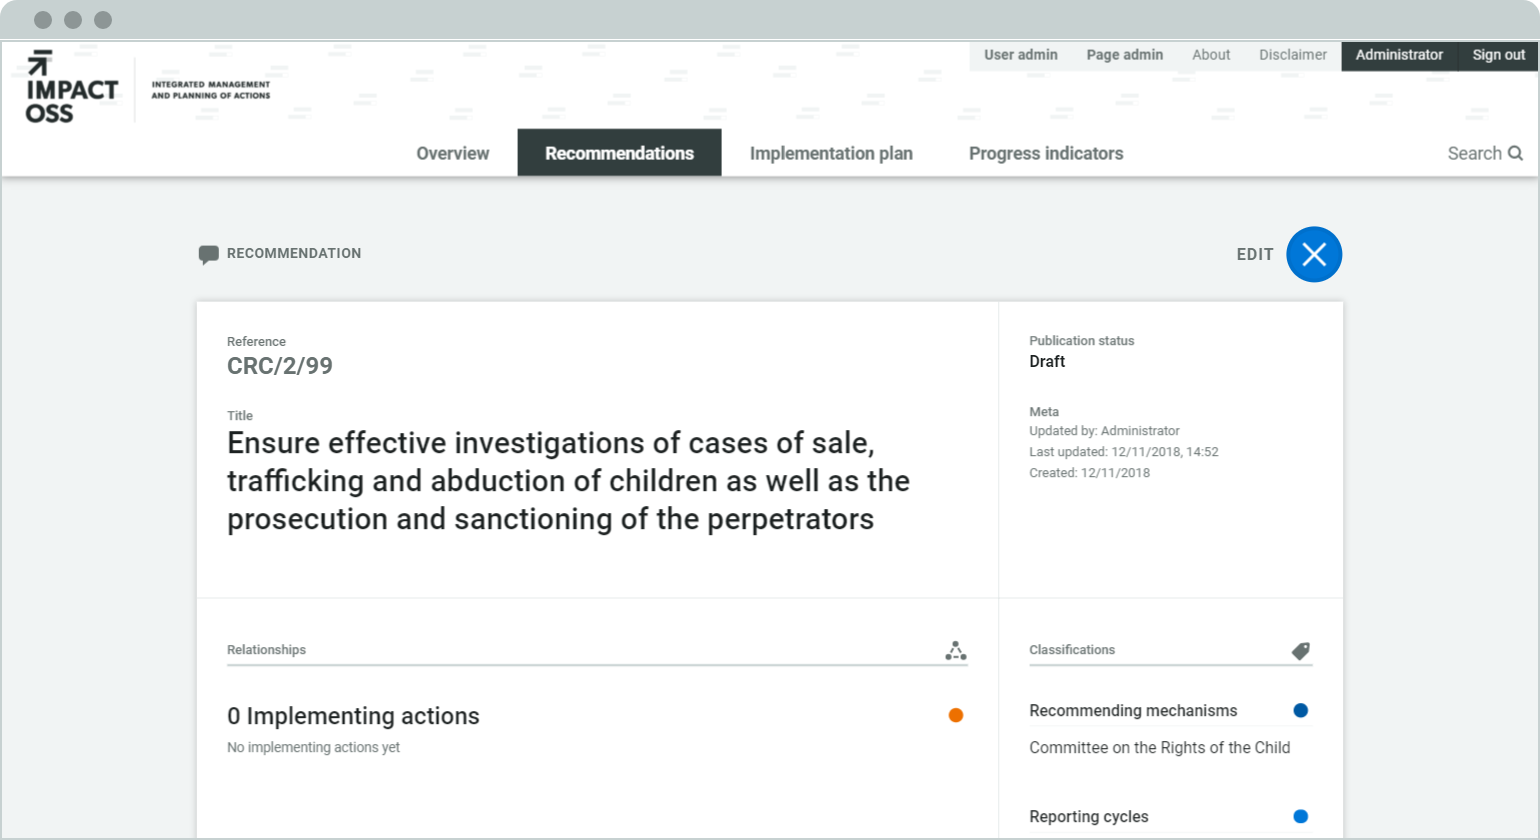 User admin
Page admin
About
Disclaimer
Administrator
Sign out
IMPACT
OSS
INTEGRATED MANAGEMENT
AND PLANNING OF ACTIONS
Overview
Recommendations
Implementation plan
Progress indicators
Search
RECOMMENDATION
EDIT
Reference
CRC/2/99
Title
Ensure effective investigations of cases of sale,
trafficking and abduction of children as well as the
prosecution and sanctioning of the perpetrators
Publication status
Draft
Meta
Updated by: Administrator
Last updated: 12/11/2018, 14:52
Created: 12/11/2018
Relationships
0 Implementing actions
No implementing actions yet
Classifications
Recommending mechanisms
Committee on the Rights of the Child
Reporting cycles